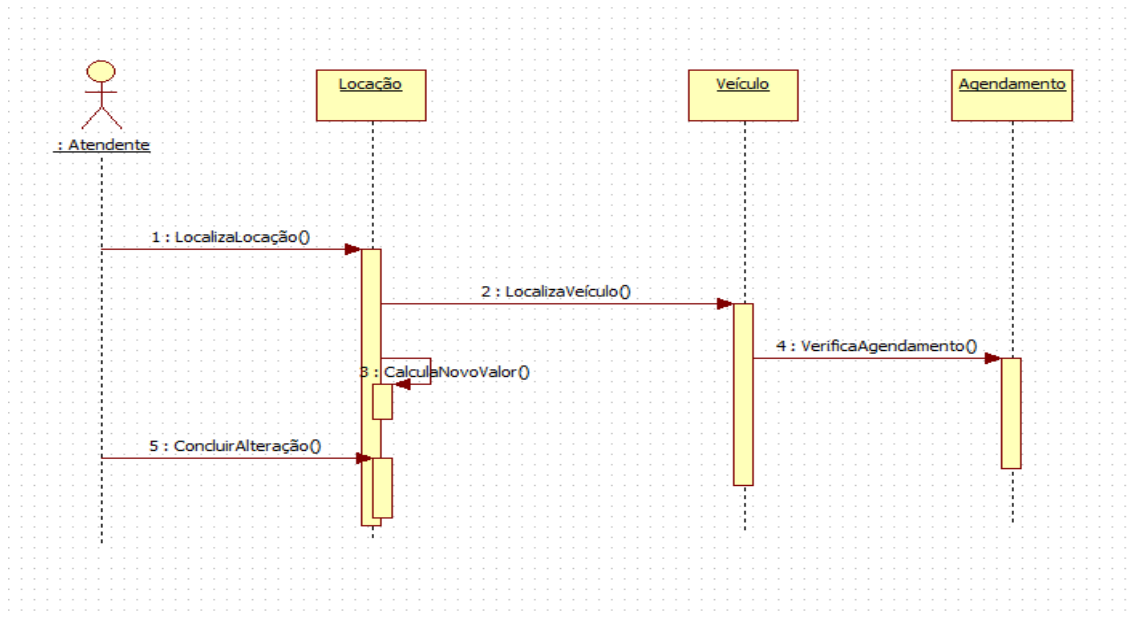 Locação
Veículo
Agendamento
: Atendente
1 : LocalizaLocação()
2 : LocalizaVeículo()
4 : VerificaAgendamento()
3 : CalculaNovoValor()
5 : ConcluirAlteração()